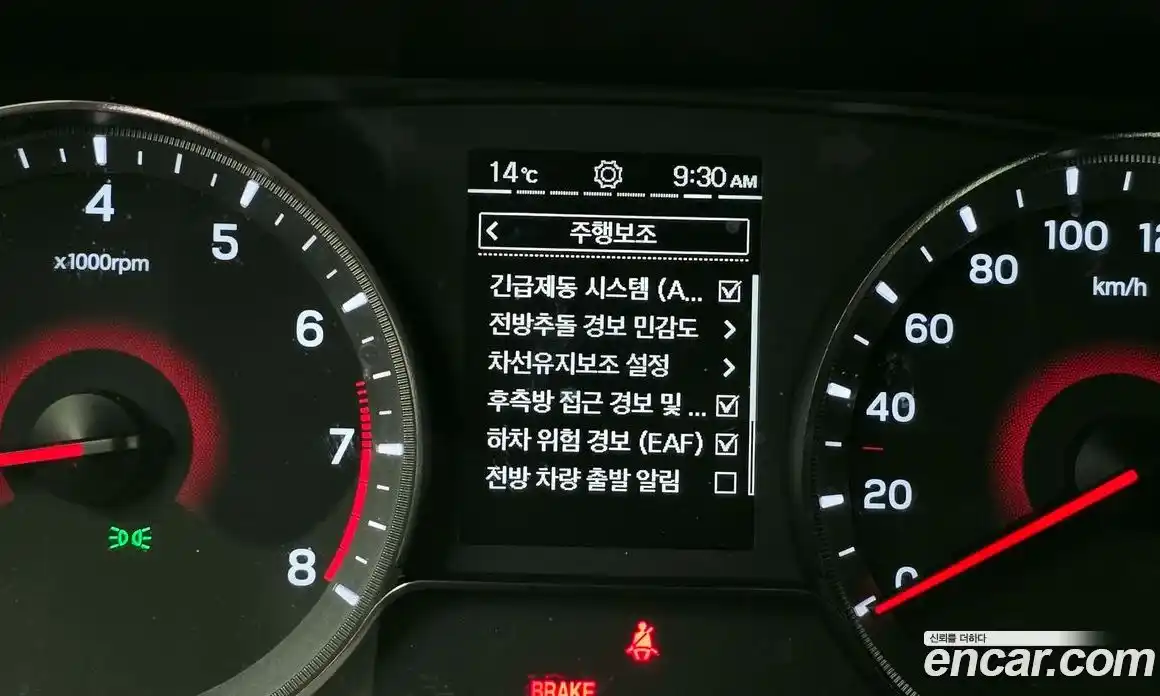 14℃
9:30 AM
주행보조
긴급제동 시스템 (A...
전방추돌 경보 민감도
차선유지보조 설정
후측방 접근 경보 및 ...
하차 위험 경보 (EAF)
전방 차량 출발 알림
4
5
6
7
8
x1000rpm
0
20
40
60
80
100
km/h
BRAKE
신뢰를 더하다
encar.com